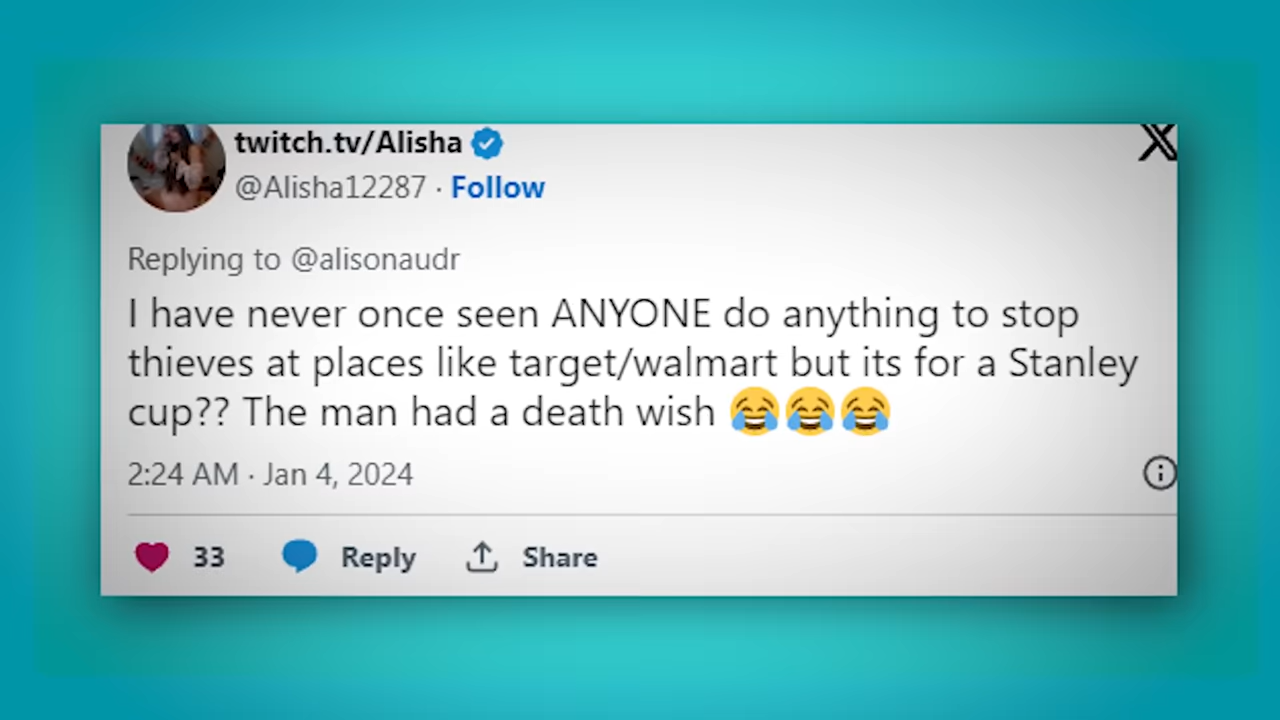 twitch.tv/Alisha
@Alisha12287 · Follow
Replying to @alisonaudr
I have never once seen ANYONE do anything to stop
thieves at places like target/walmart but its for a Stanley
cup?? The man had a death wish 😂😂😂
2:24 AM · Jan 4, 2024
33 Reply Share